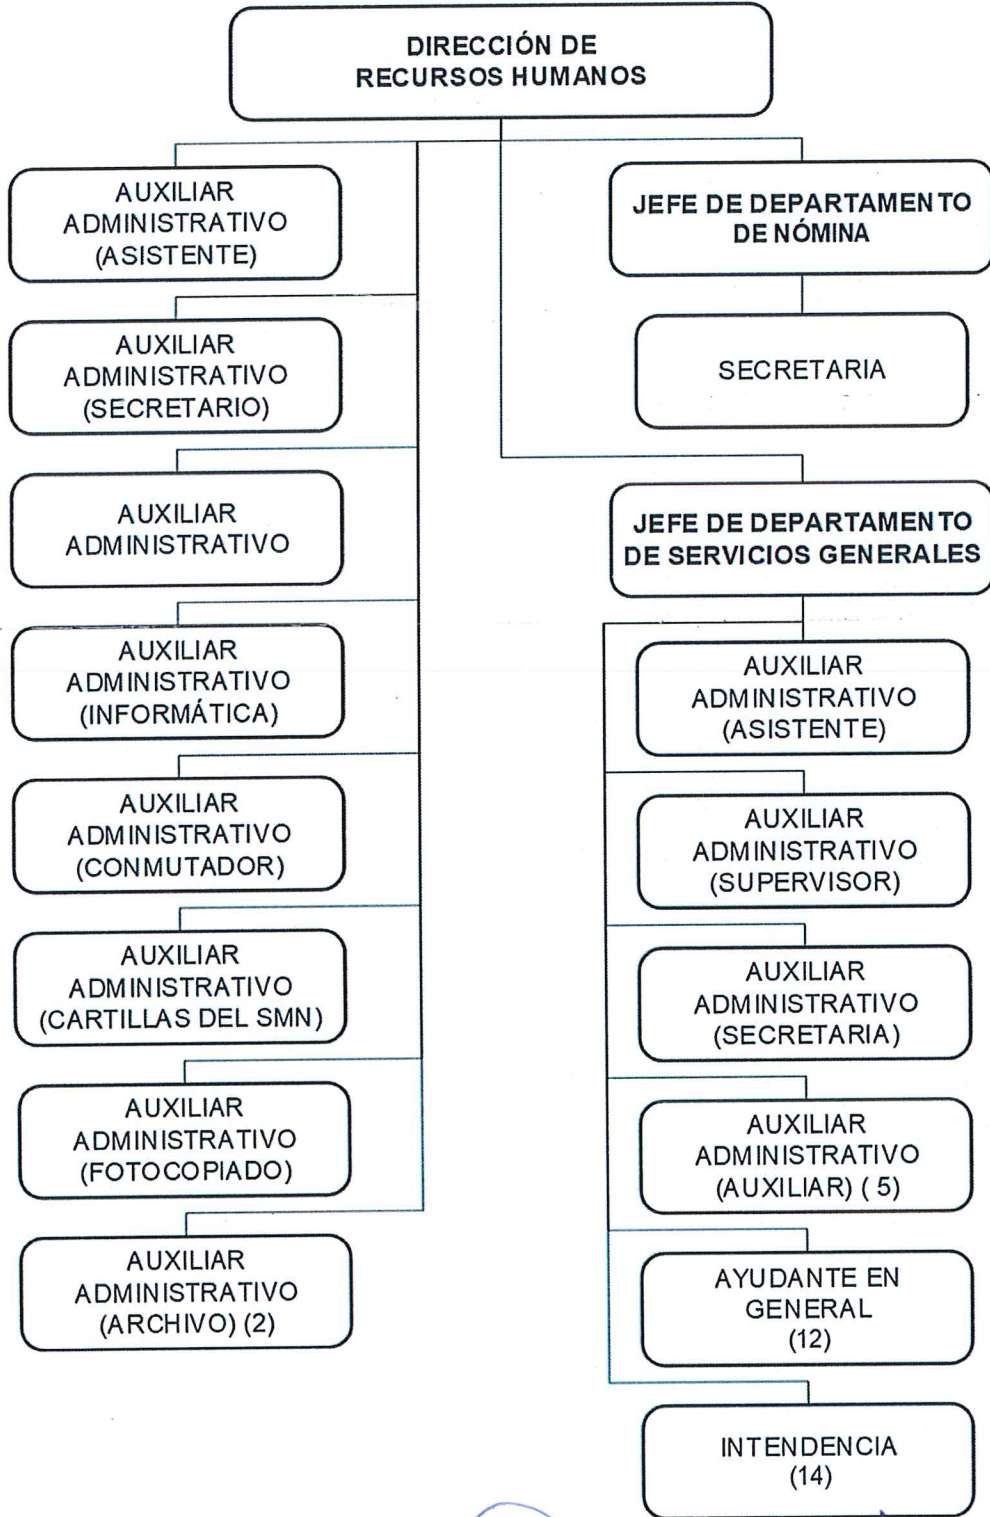 DIRECCIÓN DE
RECURSOS HUMANOS
AUXILIAR
ADMINISTRATIVO
(ASISTENTE)
AUXILIAR
ADMINISTRATIVO
(SECRETARIO)
AUXILIAR
ADMINISTRATIVO
AUXILIAR
ADMINISTRATIVO
(INFORMÁTICA)
AUXILIAR
ADMINISTRATIVO
(CONMUTADOR)
AUXILIAR
ADMINISTRATIVO
(CARTILLAS DEL SMN)
AUXILIAR
ADMINISTRATIVO
(FOTOCOPIADO)
AUXILIAR
ADMINISTRATIVO
(ARCHIVO) (2)
JEFE DE DEPARTAMENTO
DE NÓMINA
SECRETARIA
JEFE DE DEPARTAMENTO
DE SERVICIOS GENERALES
AUXILIAR
ADMINISTRATIVO
(ASISTENTE)
AUXILIAR
ADMINISTRATIVO
(SUPERVISOR)
AUXILIAR
ADMINISTRATIVO
(SECRETARIA)
AUXILIAR
ADMINISTRATIVO
(AUXILIAR) ( 5)
AYUDANTE EN
GENERAL
(12)
INTENDENCIA
(14)